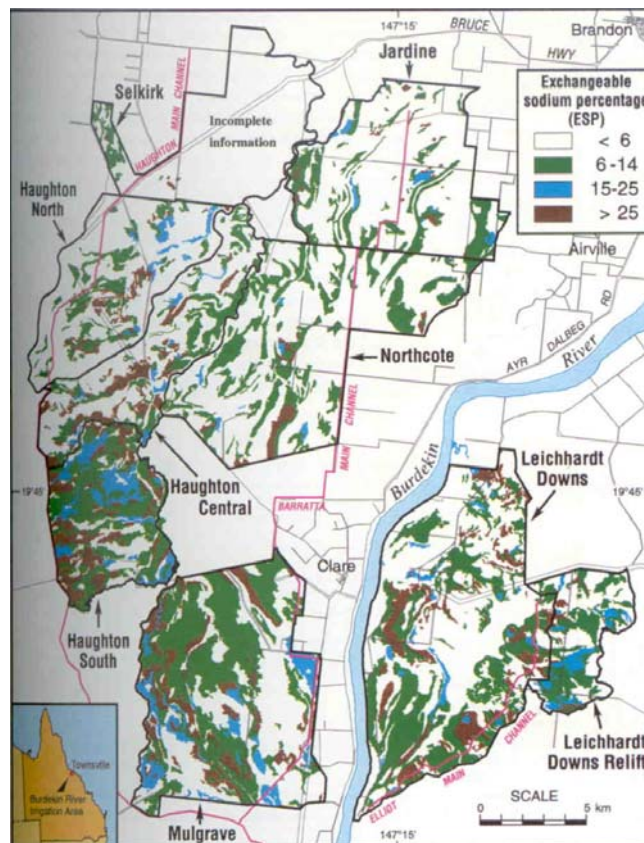 147°15'
BRUCE
HWY
Brandon
Jardine
Selkirk
HAUGHTON MAIN CHANNEL
Incomplete
information
Exchangeable
sodium percentage
(ESP)
< 6
6-14
15-25
> 25
Haughton
North
Airville
AYR DALBEG RD
Northcote
MAIN CHANNEL
Burdekin River
Leichhardt
Downs
19°45'
19°45'
Haughton
Central
BARRATTA
Clare
Haughton
South
Leichhardt
Downs Relift
Townsville
Burdekin River
Irrigation Area
Mulgrave
ELLIOT MAIN CHANNEL
147°15'
SCALE
0 5 km